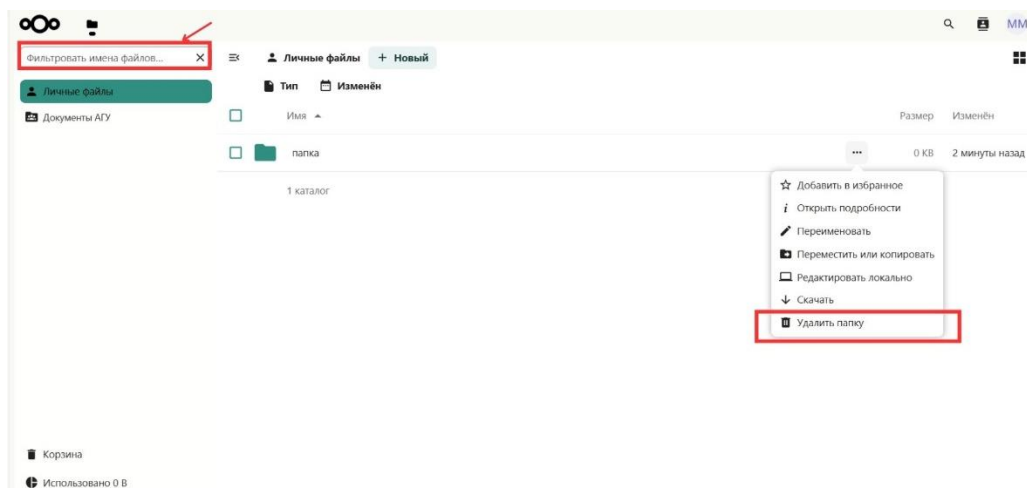 MM
Фильтровать имена файлов...
Личные файлы + Новый
Личные файлы
Тип Изменён
Документы АГУ
Имя Размер Изменён
папка ... 0 KB 2 минуты назад
1 каталог
Добавить в избранное
Открыть подробности
Переименовать
Переместить или копировать
Редактировать локально
Скачать
Удалить папку
Корзина
Использовано 0 B